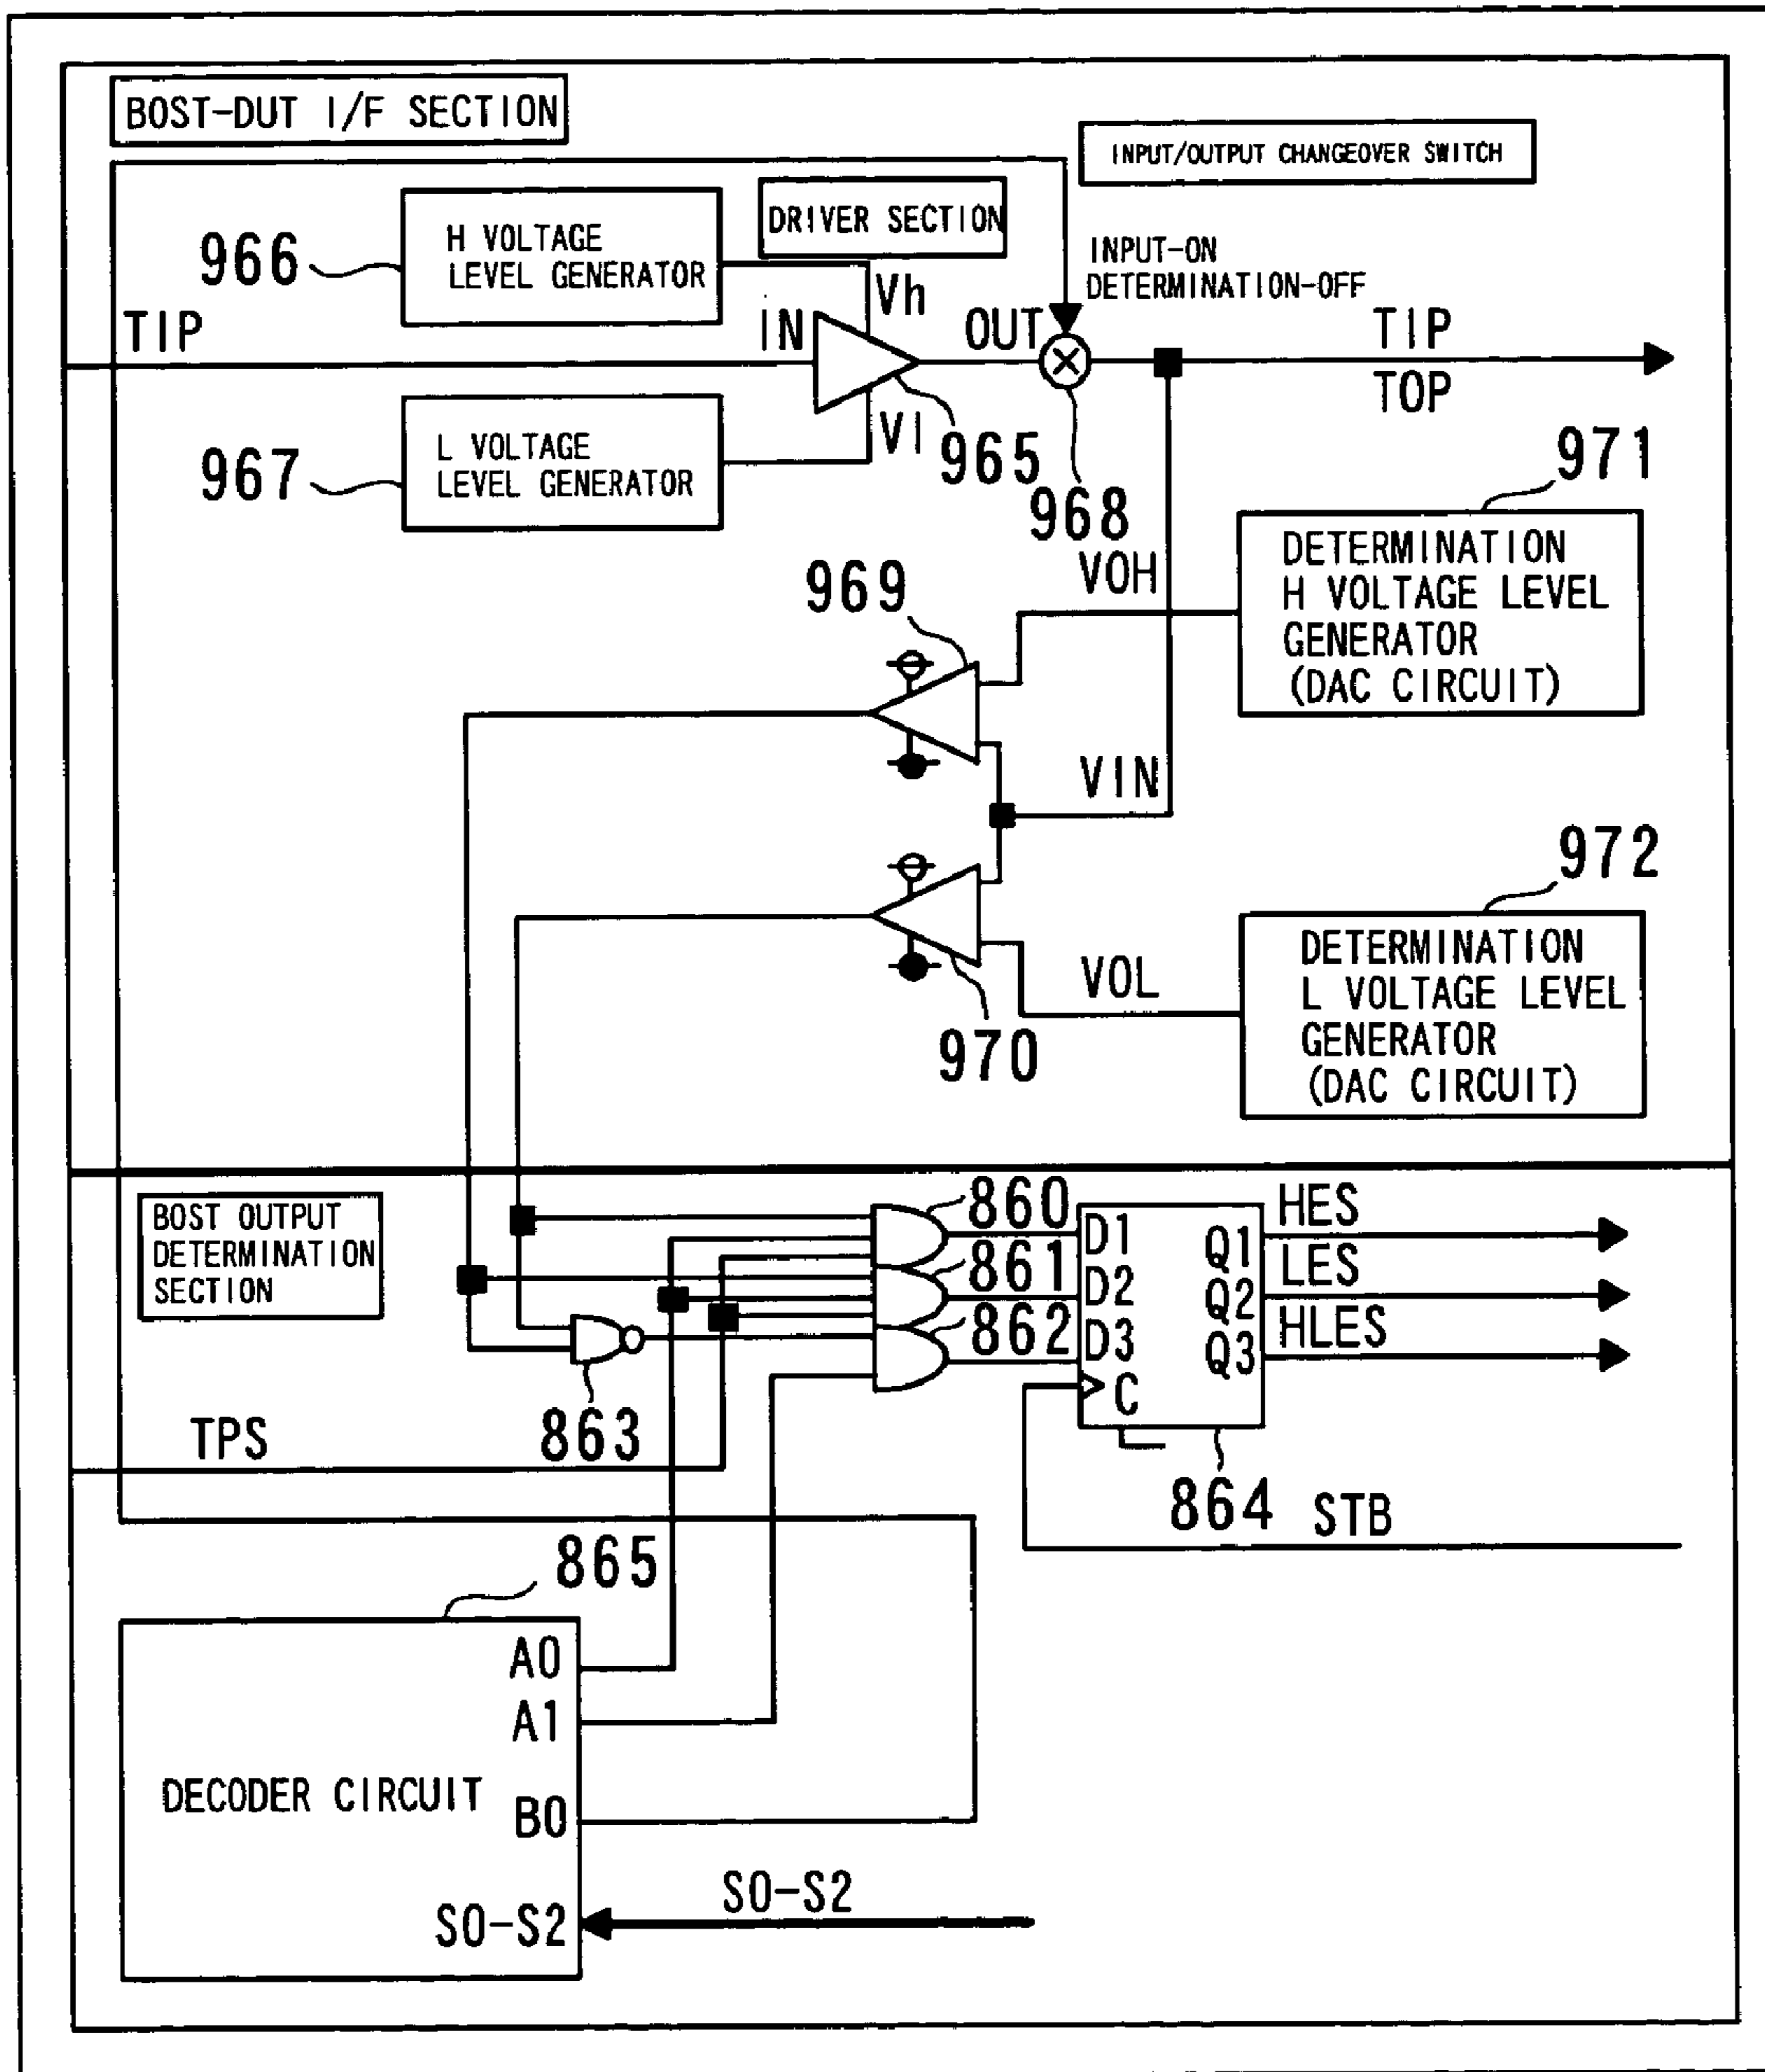 BOST-DUT I/F SECTION
INPUT/OUTPUT CHANGEOVER SWITCH
H VOLTAGE
LEVEL GENERATOR
966
DRIVER SECTION
INPUT-ON
DETERMINATION-OFF
Vh
TIP
IN
OUT
TIP
TOP
Vl
965
L VOLTAGE
LEVEL GENERATOR
967
968
971
DETERMINATION
H VOLTAGE LEVEL
GENERATOR
(DAC CIRCUIT)
VOH
969
VIN
972
DETERMINATION
L VOLTAGE LEVEL
GENERATOR
(DAC CIRCUIT)
VOL
970
BOST OUTPUT
DETERMINATION
SECTION
860
861
862
D1
D2
D3
C
Q1
Q2
Q3
HES
LES
HLES
863
TPS
864
STB
865
A0
A1
DECODER CIRCUIT
B0
S0-S2
S0-S2